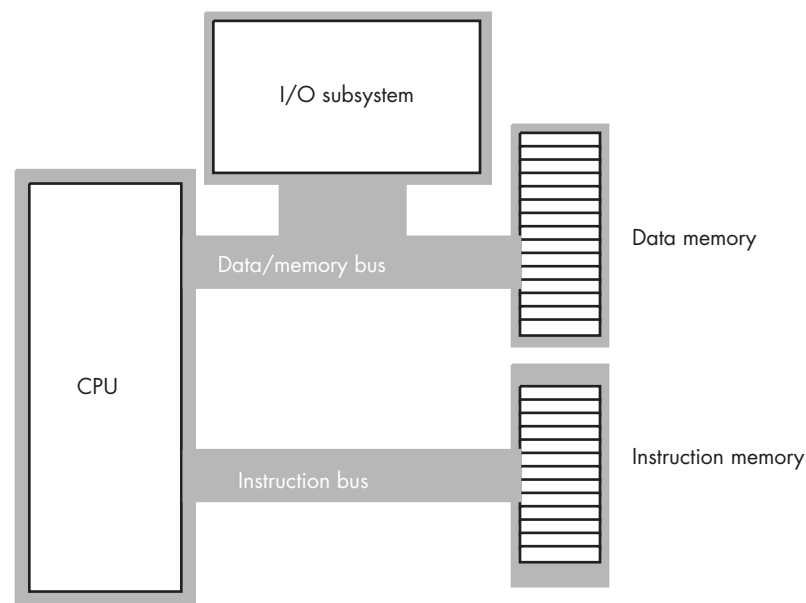 I/O subsystem
Data memory
Data/memory bus
CPU
Instruction memory
Instruction bus